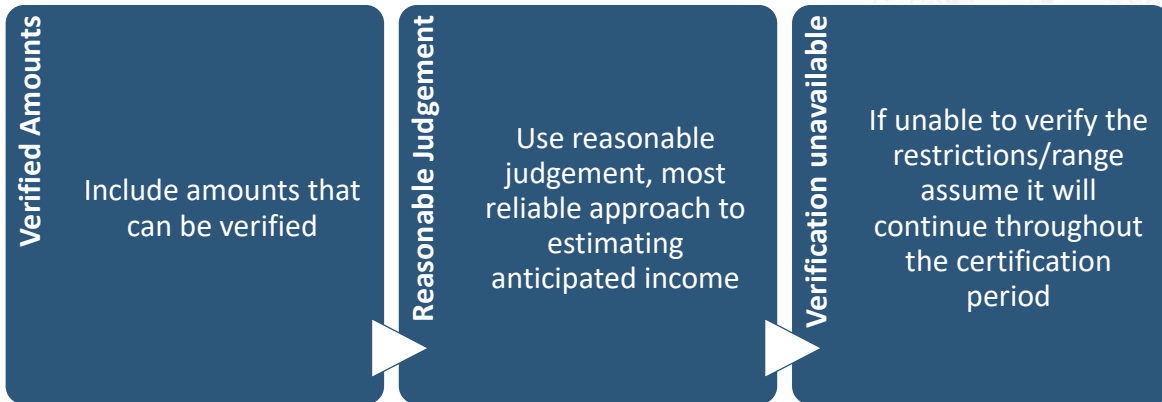 Verified Amounts
Include amounts that
can be verified
Reasonable Judgement
Use reasonable
judgement, most
reliable approach to
estimating
anticipated income
Verification unavailable
If unable to verify the
restrictions/range
assume it will
continue throughout
the certification
period